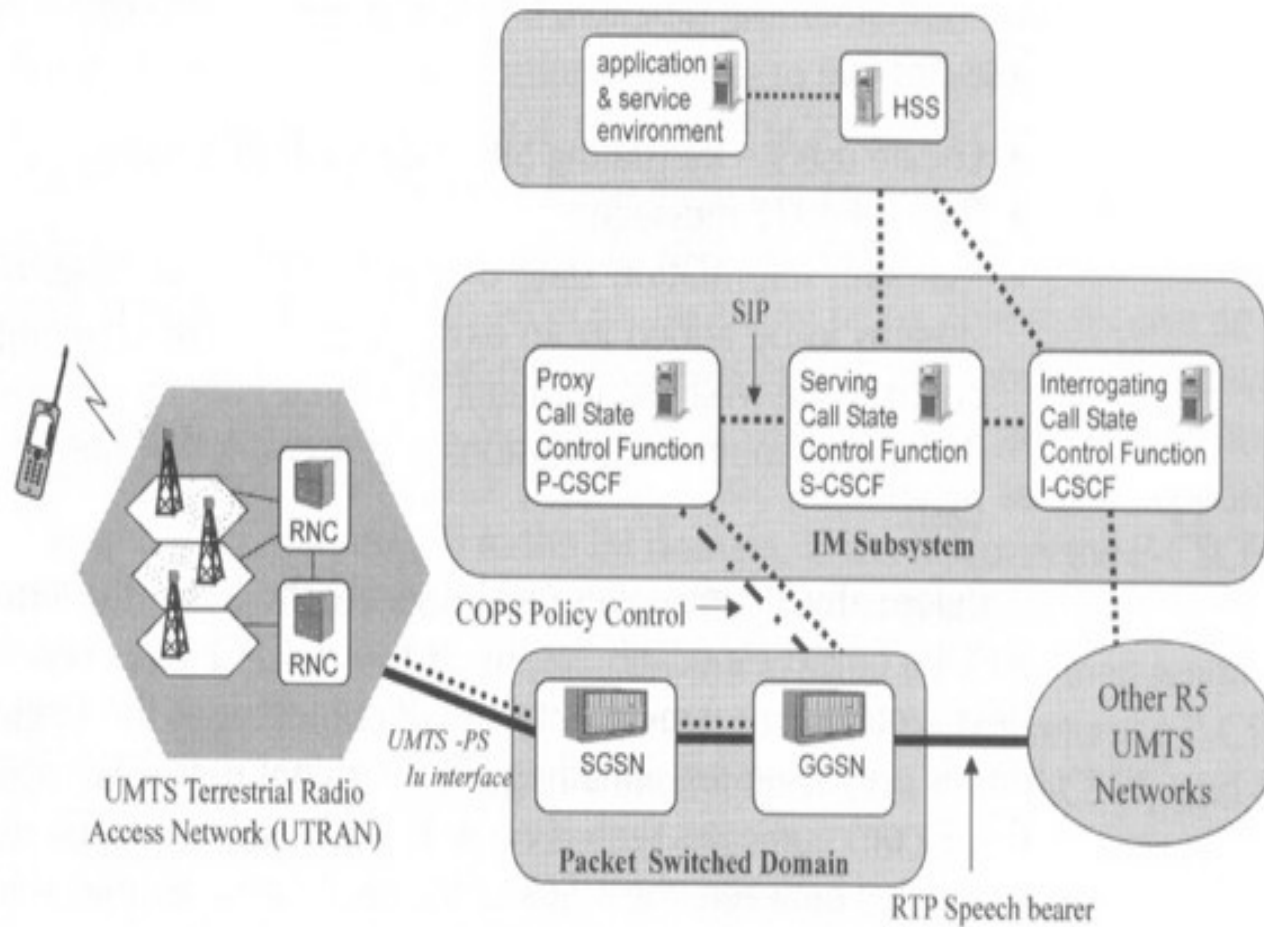 application
& service
environment
HSS
SIP
Proxy
Call State
Control Function
P-CSCF
Serving
Call State
Control Function
S-CSCF
Interrogating
Call State
Control Function
I-CSCF
IM Subsystem
RNC
RNC
COPS Policy Control
UMTS -PS
Iu interface
SGSN
GGSN
Other R5
UMTS
Networks
UMTS Terrestrial Radio
Access Network (UTRAN)
Packet Switched Domain
RTP Speech bearer